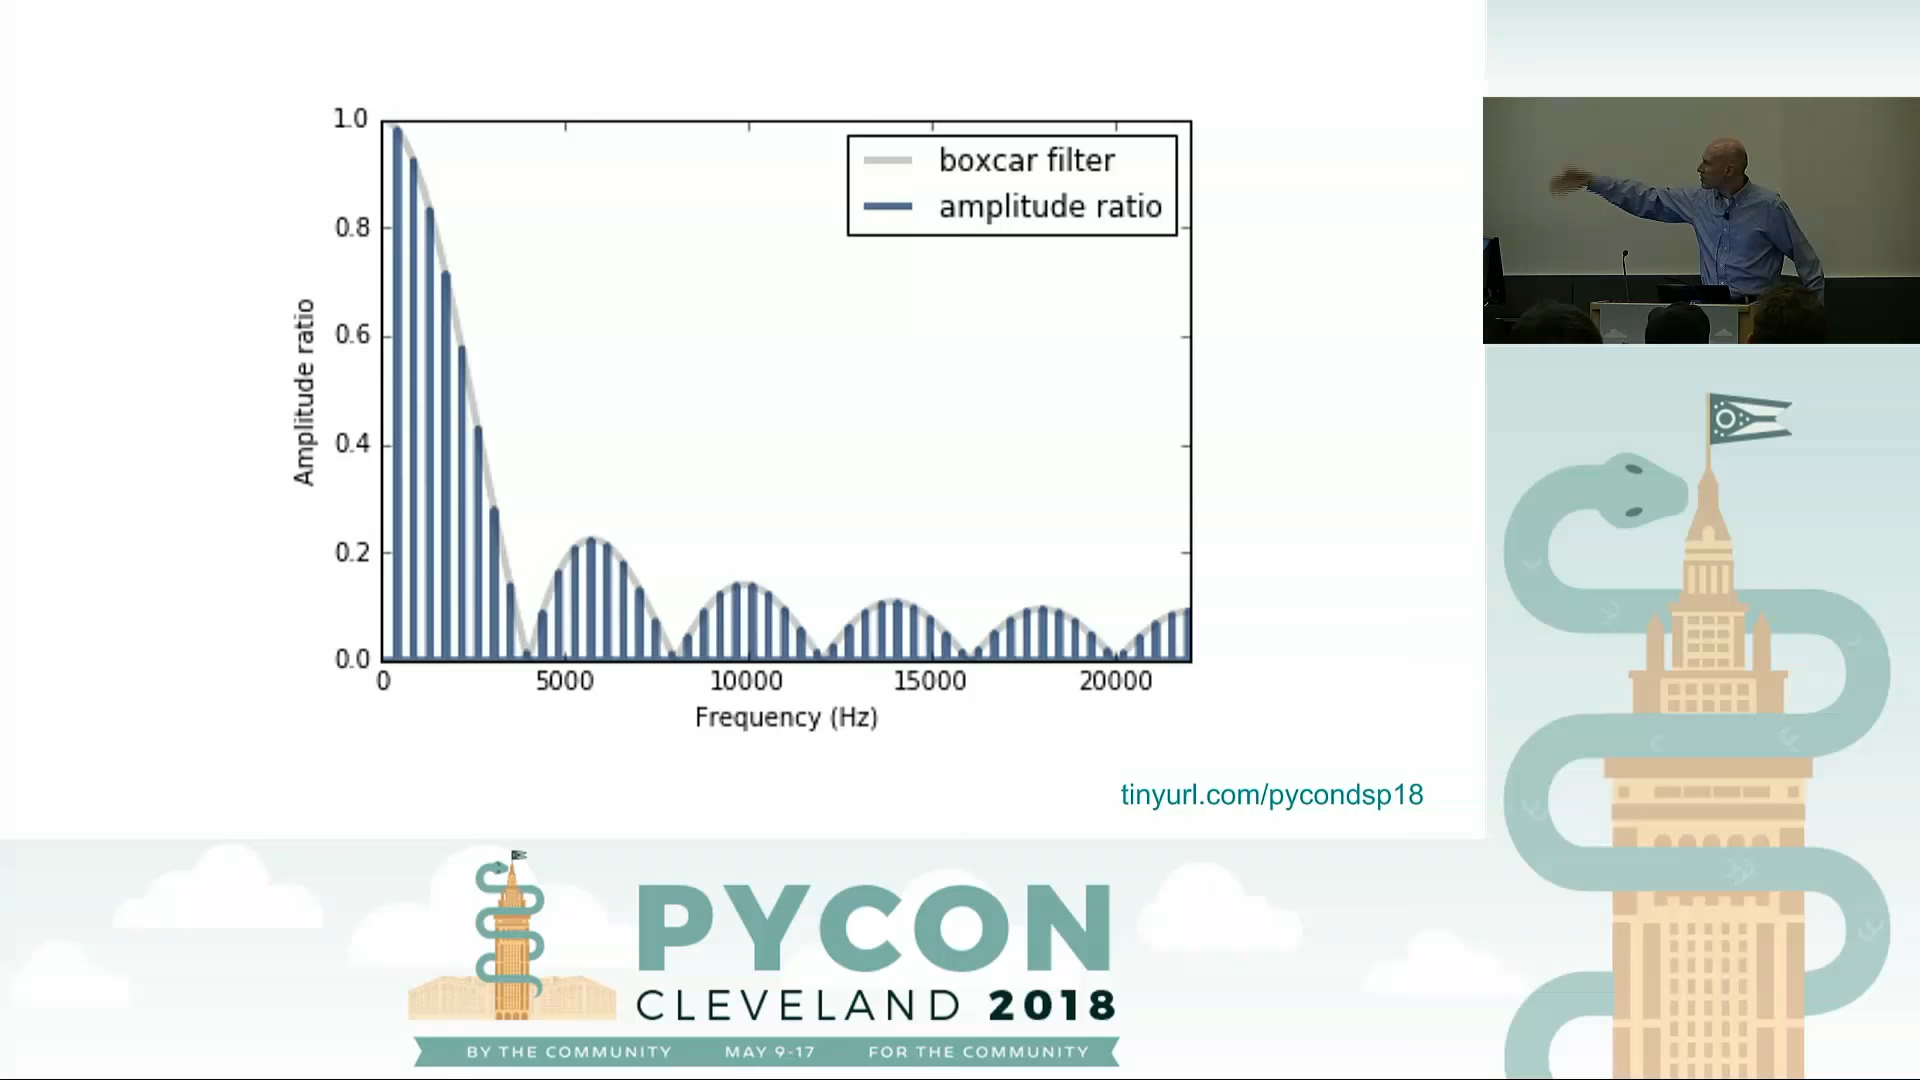 1.0
0.8
0.6
0.4
0.2
0.0
Amplitude ratio
boxcar filter
amplitude ratio
0 5000 10000 15000 20000
Frequency (Hz)
tinyurl.com/pycondsp18
PYCON
CLEVELAND 2018
BY THE COMMUNITY MAY 9-17 FOR THE COMMUNITY